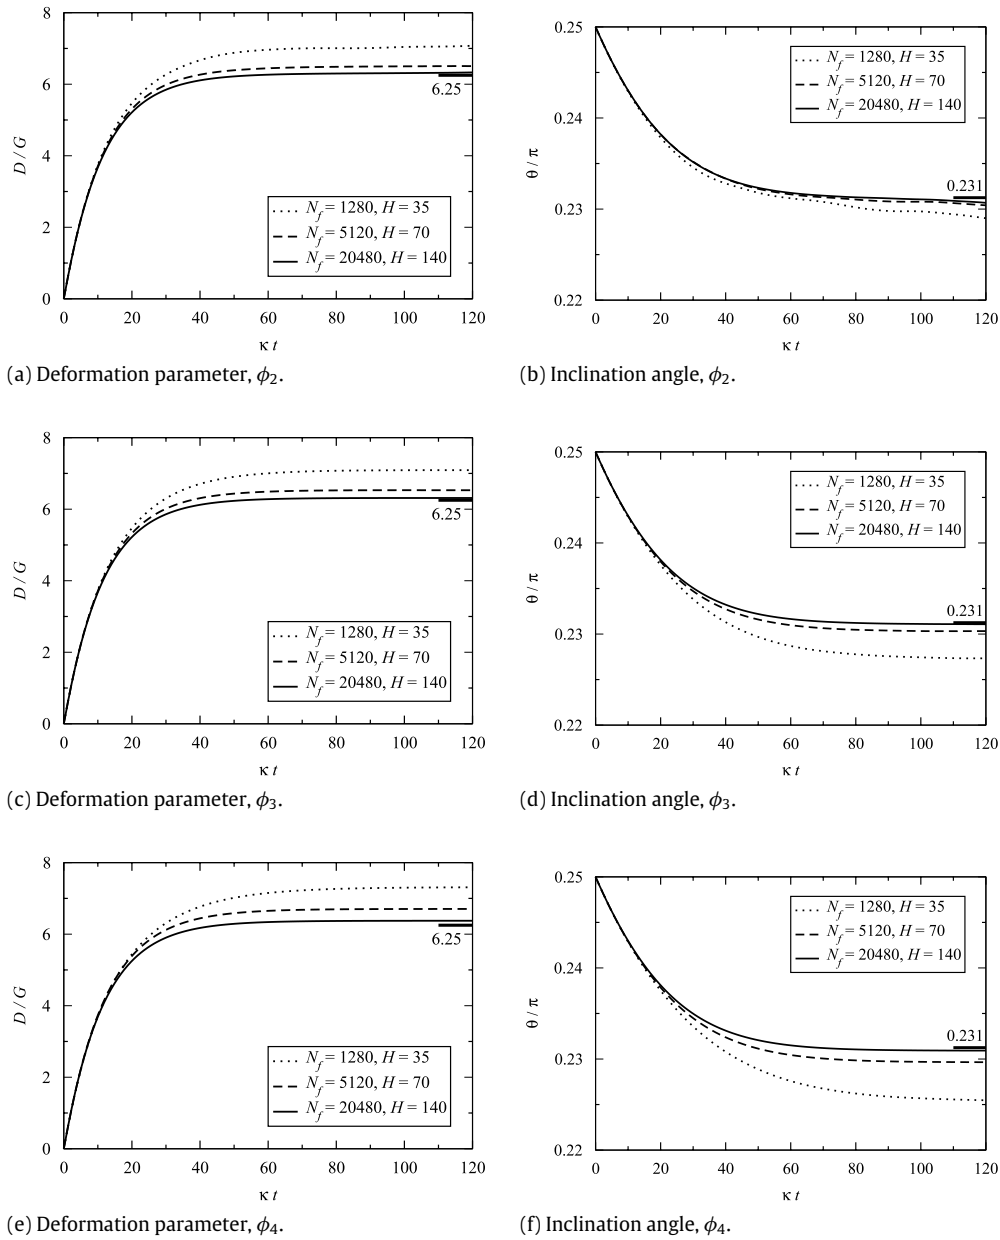 8
6
4
2
0
D / G
6.25
N_f = 1280, H = 35
N_f = 5120, H = 70
N_f = 20480, H = 140
0 20 40 60 80 100 120
κ t
(a) Deformation parameter, ϕ₂.
0.25
0.24
0.23
0.22
θ / π
N_f = 1280, H = 35
N_f = 5120, H = 70
N_f = 20480, H = 140
0.231
0 20 40 60 80 100 120
κ t
(b) Inclination angle, ϕ₂.
8
6
4
2
0
D / G
6.25
N_f = 1280, H = 35
N_f = 5120, H = 70
N_f = 20480, H = 140
0 20 40 60 80 100 120
κ t
(c) Deformation parameter, ϕ₃.
0.25
0.24
0.23
0.22
θ / π
N_f = 1280, H = 35
N_f = 5120, H = 70
N_f = 20480, H = 140
0.231
0 20 40 60 80 100 120
κ t
(d) Inclination angle, ϕ₃.
8
6
4
2
0
D / G
6.25
N_f = 1280, H = 35
N_f = 5120, H = 70
N_f = 20480, H = 140
0 20 40 60 80 100 120
κ t
(e) Deformation parameter, ϕ₄.
0.25
0.24
0.23
0.22
θ / π
N_f = 1280, H = 35
N_f = 5120, H = 70
N_f = 20480, H = 140
0.231
0 20 40 60 80 100 120
κ t
(f) Inclination angle, ϕ₄.